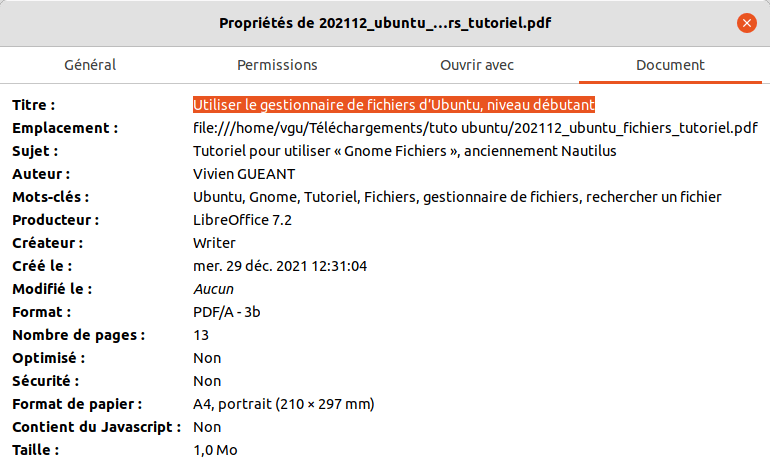 Propriétés de 202112_ubuntu_…rs_tutoriel.pdf
Général Permissions Ouvrir avec Document
Titre : Utiliser le gestionnaire de fichiers d’Ubuntu, niveau débutant
Emplacement : file:///home/vgu/Téléchargements/tuto ubuntu/202112_ubuntu_fichiers_tutoriel.pdf
Sujet : Tutoriel pour utiliser « Gnome Fichiers », anciennement Nautilus
Auteur : Vivien GUEANT
Mots-clés : Ubuntu, Gnome, Tutoriel, Fichiers, gestionnaire de fichiers, rechercher un fichier
Producteur : LibreOffice 7.2
Créateur : Writer
Créé le : mer. 29 déc. 2021 12:31:04
Modifié le : Aucun
Format : PDF/A - 3b
Nombre de pages : 13
Optimisé : Non
Sécurité : Non
Format de papier : A4, portrait (210 × 297 mm)
Contient du Javascript : Non
Taille : 1,0 Mo